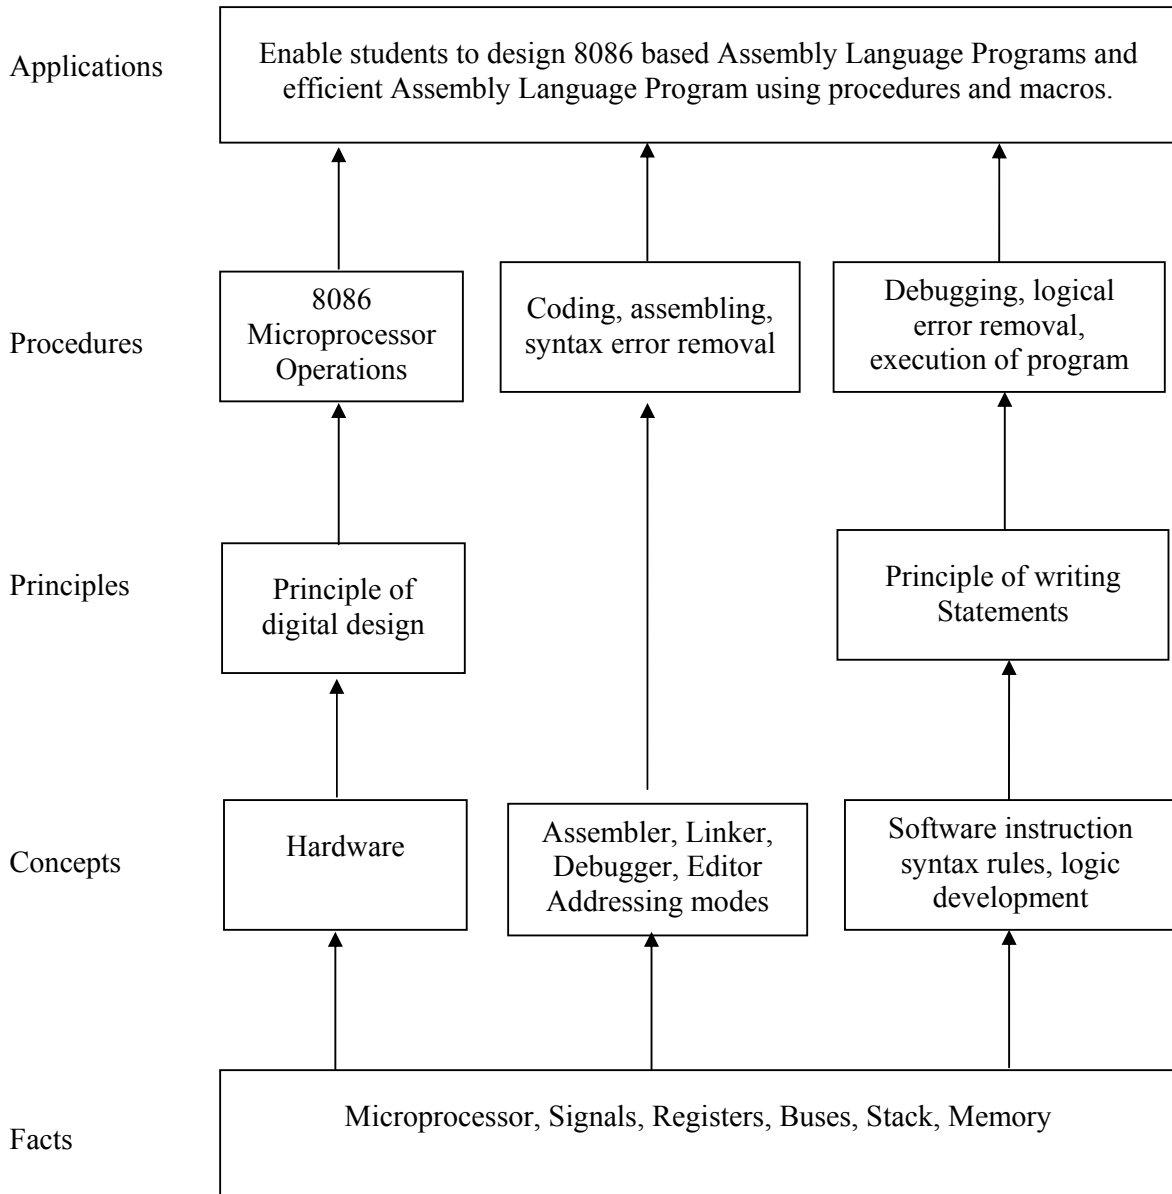 Applications
Enable students to design 8086 based Assembly Language Programs and
efficient Assembly Language Program using procedures and macros.
Procedures
8086
Microprocessor
Operations
Coding, assembling,
syntax error removal
Debugging, logical
error removal,
execution of program
Principles
Principle of
digital design
Principle of writing
Statements
Concepts
Hardware
Assembler, Linker,
Debugger, Editor
Addressing modes
Software instruction
syntax rules, logic
development
Facts
Microprocessor, Signals, Registers, Buses, Stack, Memory